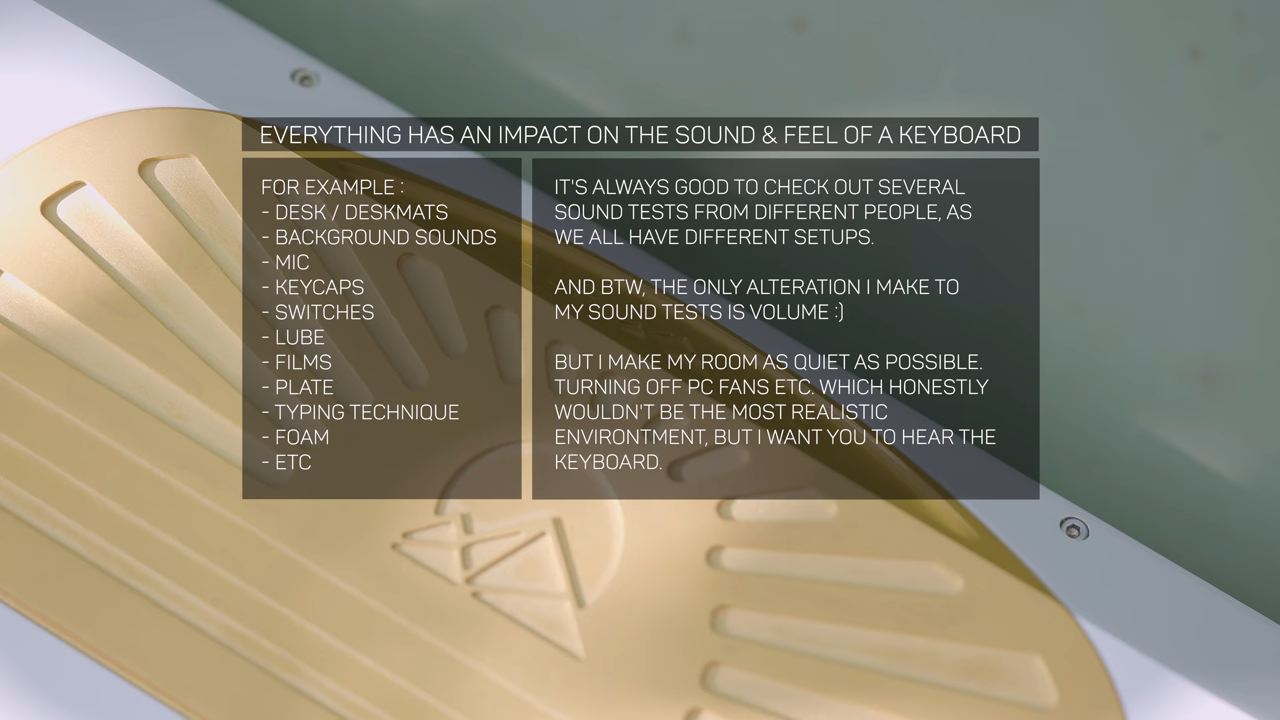 EVERYTHING HAS AN IMPACT ON THE SOUND & FEEL OF A KEYBOARD
FOR EXAMPLE :
- DESK / DESKMATS
- BACKGROUND SOUNDS
- MIC
- KEYCAPS
- SWITCHES
- LUBE
- FILMS
- PLATE
- TYPING TECHNIQUE
- FOAM
- ETC
IT'S ALWAYS GOOD TO CHECK OUT SEVERAL
SOUND TESTS FROM DIFFERENT PEOPLE, AS
WE ALL HAVE DIFFERENT SETUPS.
AND BTW, THE ONLY ALTERATION I MAKE TO
MY SOUND TESTS IS VOLUME :)
BUT I MAKE MY ROOM AS QUIET AS POSSIBLE.
TURNING OFF PC FANS ETC. WHICH HONESTLY
WOULDN'T BE THE MOST REALISTIC
ENVIRONTMENT, BUT I WANT YOU TO HEAR THE
KEYBOARD.